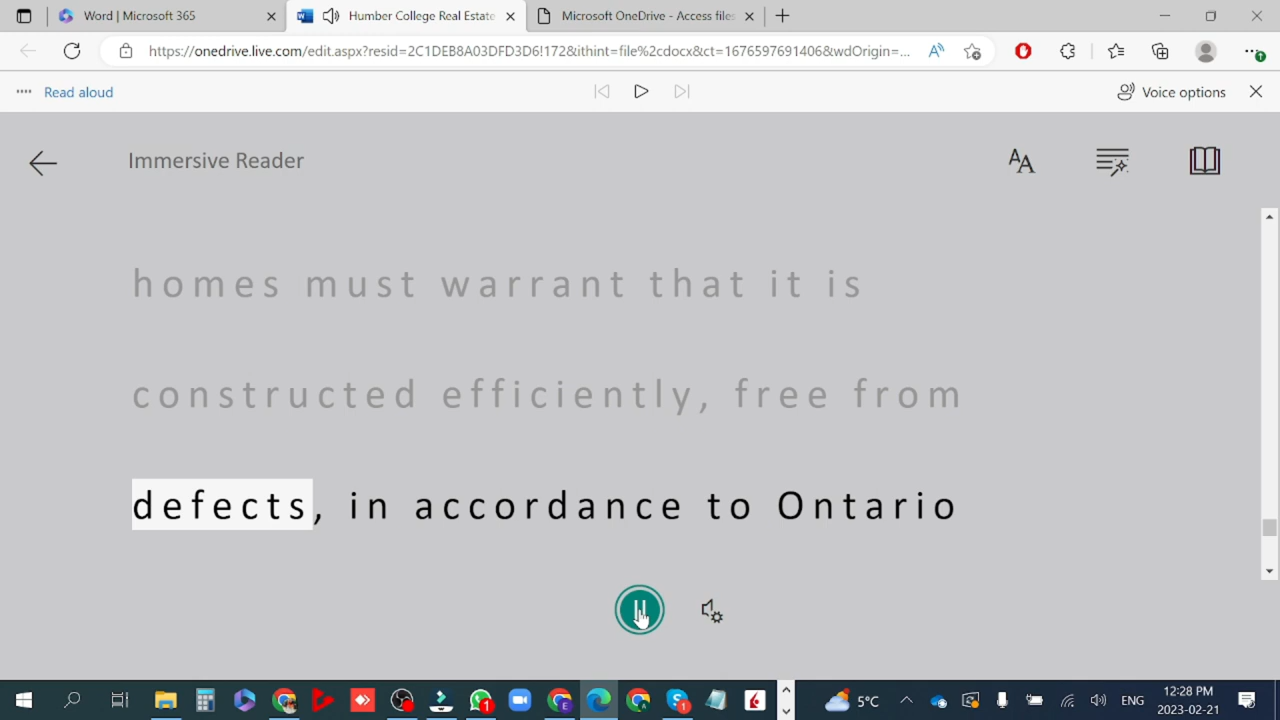 Word | Microsoft 365
Humber College Real Estate
Microsoft OneDrive - Access files
https://onedrive.live.com/edit.aspx?resid=2C1DEB8A03DFD3D6!172&ithint=file%2cdocx&ct=1676597691406&wdOrigin=...
Read aloud
Voice options
Immersive Reader
homes must warrant that it is
constructed efficiently, free from
defects, in accordance to Ontario
5°C
ENG
12:28 PM
2023-02-21